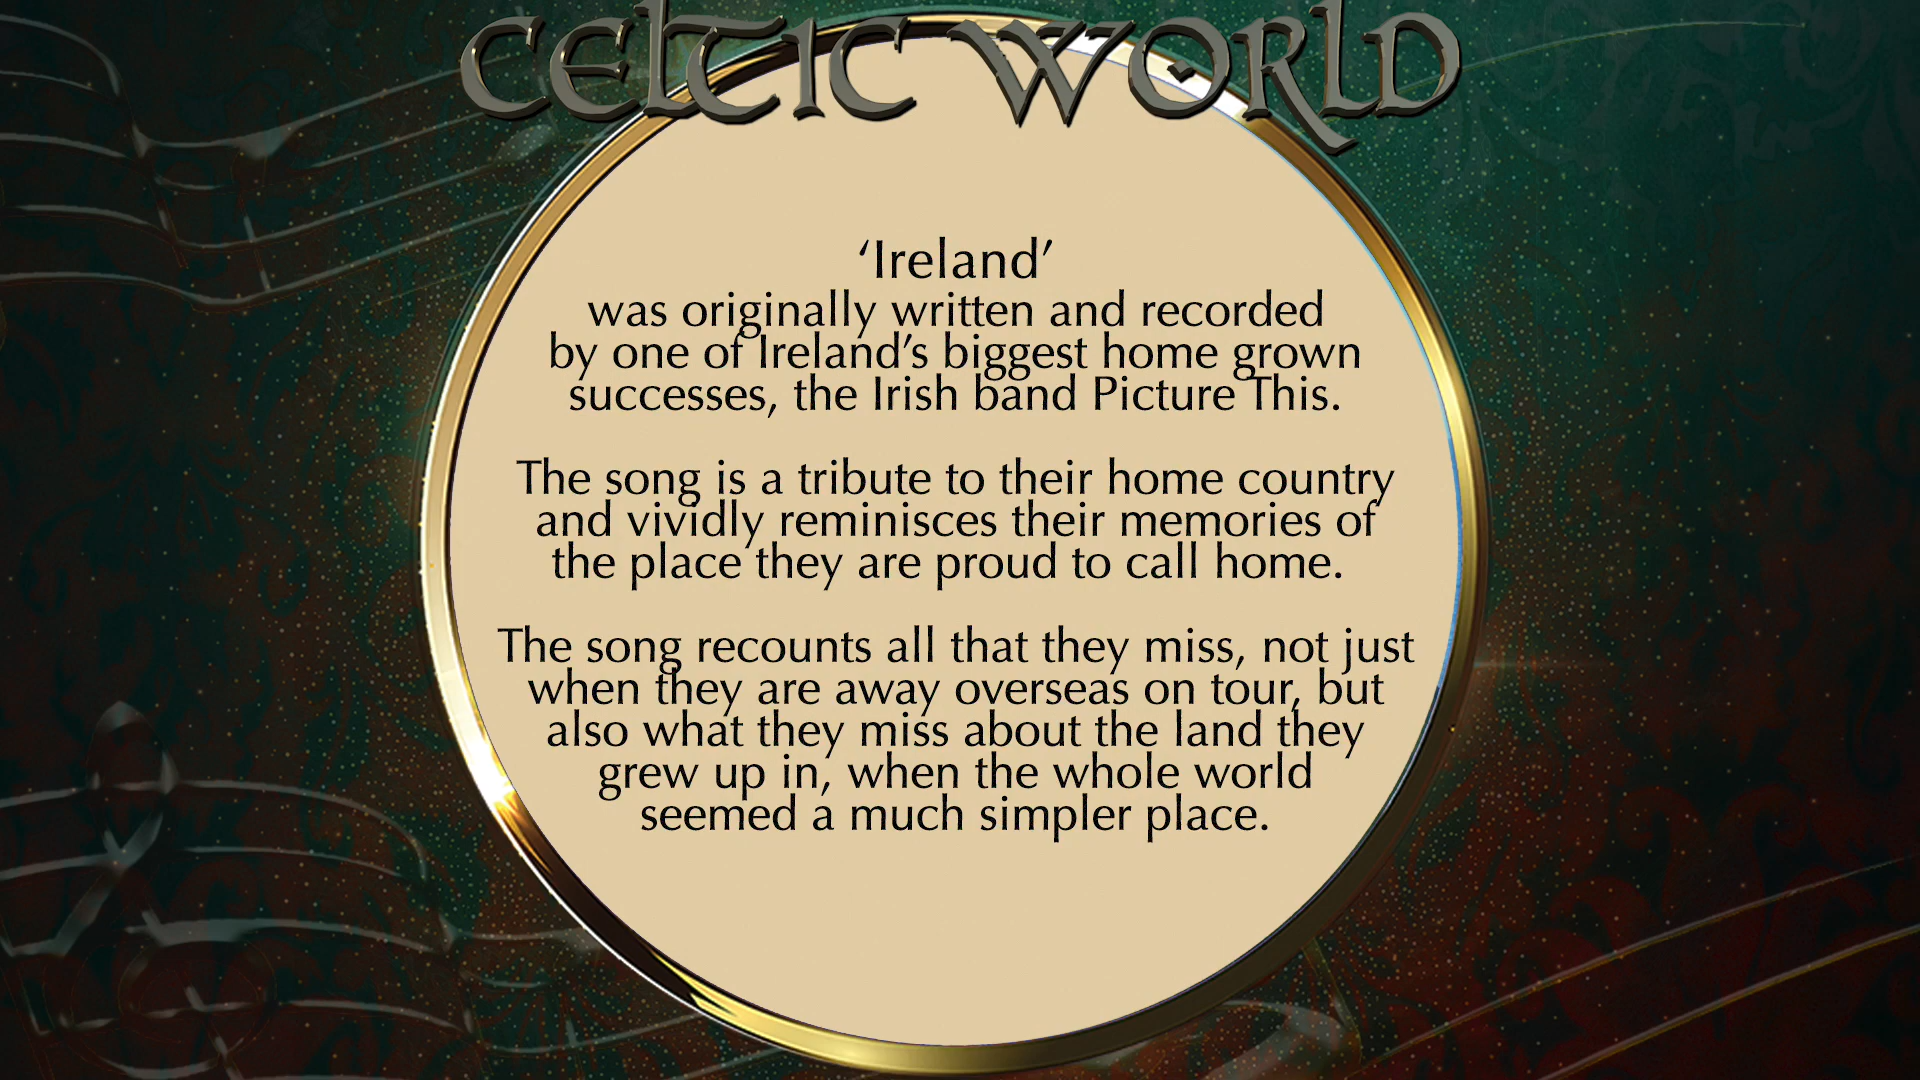 CELTIC WORLD
‘Ireland’
was originally written and recorded
by one of Ireland’s biggest home grown
successes, the Irish band Picture This.
The song is a tribute to their home country
and vividly reminisces their memories of
the place they are proud to call home.
The song recounts all that they miss, not just
when they are away overseas on tour, but
also what they miss about the land they
grew up in, when the whole world
seemed a much simpler place.